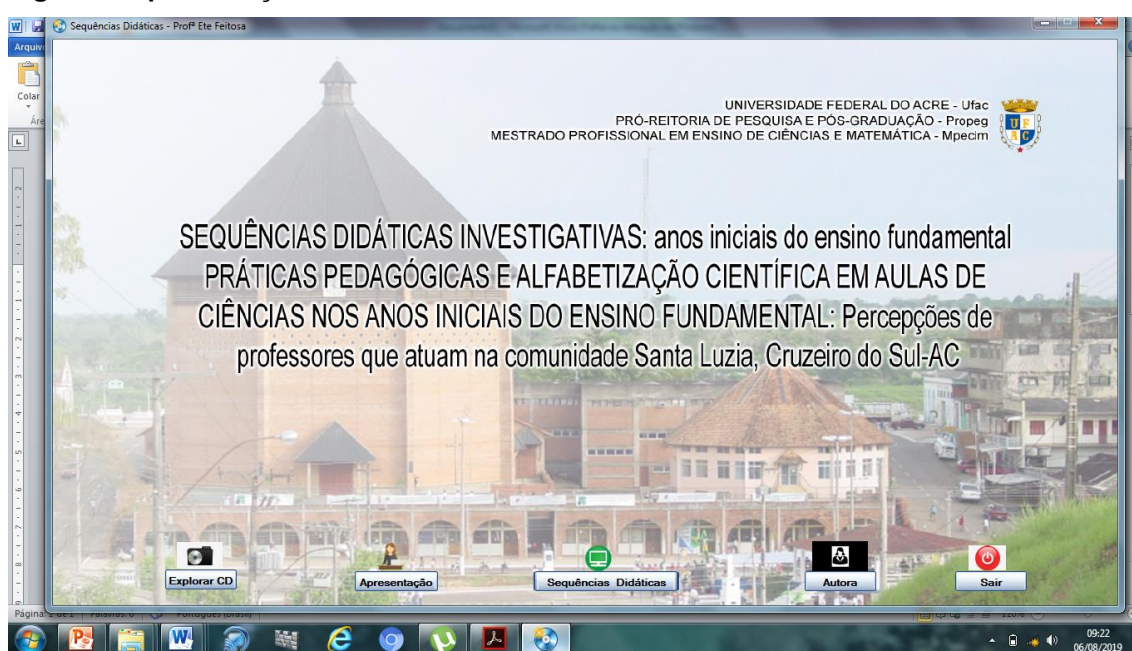 Sequências Didáticas - Profª Ete Feitosa
Arquivo
Colar
UNIVERSIDADE FEDERAL DO ACRE - Ufac
PRÓ-REITORIA DE PESQUISA E PÓS-GRADUAÇÃO - Propeg
MESTRADO PROFISSIONAL EM ENSINO DE CIÊNCIAS E MATEMÁTICA - Mpecim
UFAC
SEQUÊNCIAS DIDÁTICAS INVESTIGATIVAS: anos iniciais do ensino fundamental
PRÁTICAS PEDAGÓGICAS E ALFABETIZAÇÃO CIENTÍFICA EM AULAS DE
CIÊNCIAS NOS ANOS INICIAIS DO ENSINO FUNDAMENTAL: Percepções de
professores que atuam na comunidade Santa Luzia, Cruzeiro do Sul-AC
Explorar CD
Apresentação
Sequências Didáticas
Autora
Sair
09:22
06/08/2019